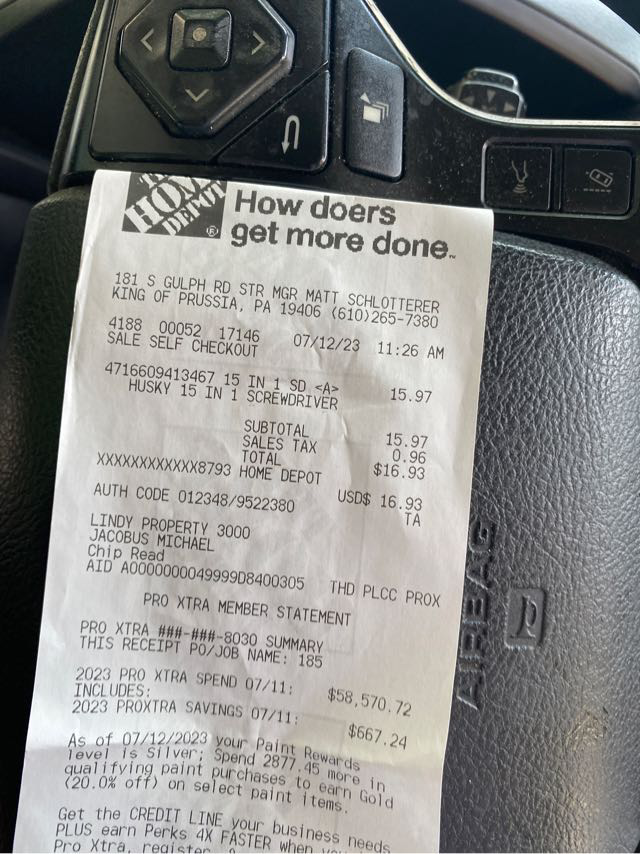 THE HOME DEPOT ®
How doers
get more done™
181 S GULPH RD STR MGR MATT SCHLOTTERER
KING OF PRUSSIA, PA 19406 (610)265-7380
4188 00052 17146 07/12/23 11:26 AM
SALE SELF CHECKOUT
4716609413467 15 IN 1 SD <A> 15.97
HUSKY 15 IN 1 SCREWDRIVER
SUBTOTAL 15.97
SALES TAX 0.96
TOTAL $16.93
XXXXXXXXXXXX8793 HOME DEPOT
USD$ 16.93
AUTH CODE 012348/9522380 TA
LINDY PROPERTY 3000
JACOBUS MICHAEL
Chip Read
AID A0000000049999D8400305 THD PLCC PROX
PRO XTRA MEMBER STATEMENT
PRO XTRA ###-###-8030 SUMMARY
THIS RECEIPT PO/JOB NAME: 185
2023 PRO XTRA SPEND 07/11: $58,570.72
INCLUDES:
2023 PROXTRA SAVINGS 07/11: $667.24
As of 07/12/2023 your Paint Rewards
level is Silver; Spend 2877.45 more in
qualifying paint purchases to earn Gold
(20.0% off) on select paint items.
Get the CREDIT LINE your business needs
PLUS earn Perks 4X FASTER when
Pro Xtra, register
AIRBAG